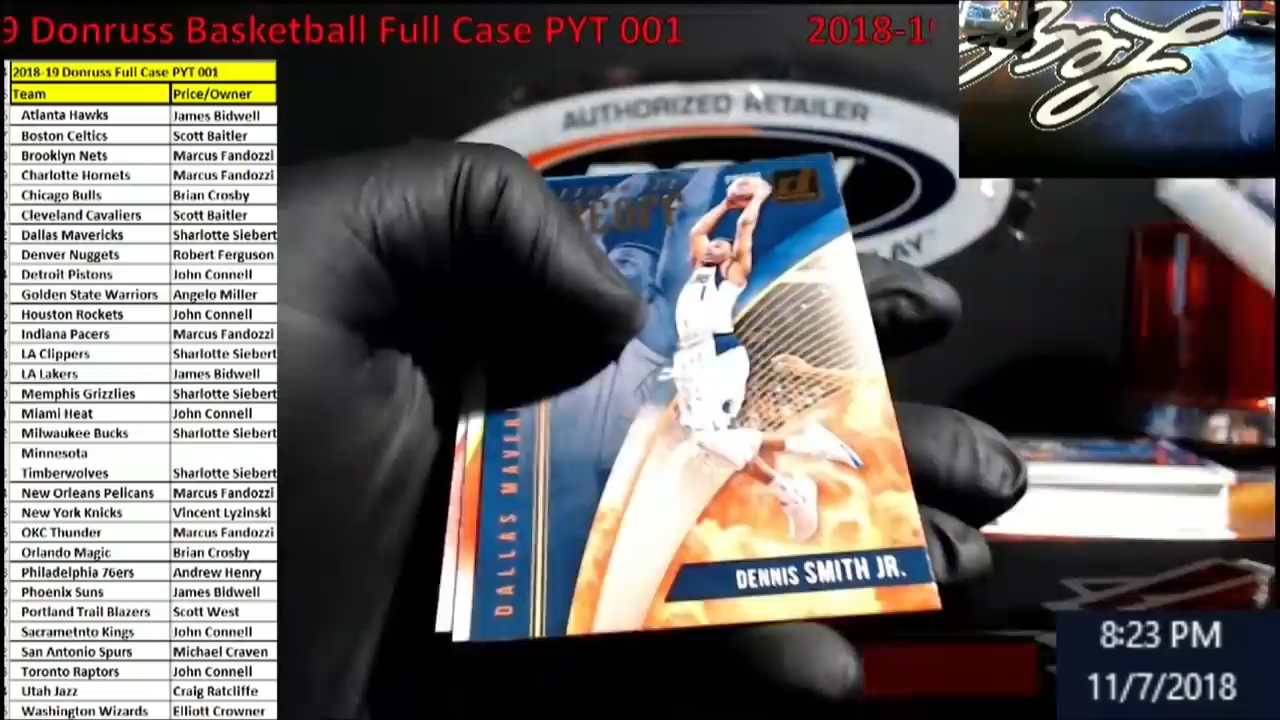 9 Donruss Basketball Full Case PYT 001 2018-1
2018-19 Donruss Full Case PYT 001
Team Price/Owner
Atlanta Hawks James Bidwell
Boston Celtics Scott Baitler
Brooklyn Nets Marcus Fandozzi
Charlotte Hornets Marcus Fandozzi
Chicago Bulls Brian Crosby
Cleveland Cavaliers Scott Baitler
Dallas Mavericks Sharlotte Siebert
Denver Nuggets Robert Ferguson
Detroit Pistons John Connell
Golden State Warriors Angelo Miller
Houston Rockets John Connell
Indiana Pacers Marcus Fandozzi
LA Clippers Sharlotte Siebert
LA Lakers James Bidwell
Memphis Grizzlies Sharlotte Siebert
Miami Heat John Connell
Milwaukee Bucks Sharlotte Siebert
Minnesota
Timberwolves Sharlotte Siebert
New Orleans Pelicans Marcus Fandozzi
New York Knicks Vincent Lyzinski
OKC Thunder Marcus Fandozzi
Orlando Magic Brian Crosby
Philadelphia 76ers Andrew Henry
Phoenix Suns James Bidwell
Portland Trail Blazers Scott West
Sacrametnto Kings John Connell
San Antonio Spurs Michael Craven
Toronto Raptors John Connell
Utah Jazz Craig Ratcliffe
Washington Wizards Elliott Crowner
AUTHORIZED RETAILER
DALLAS MAVERI
DENNIS SMITH JR.
8:23 PM
11/7/2018